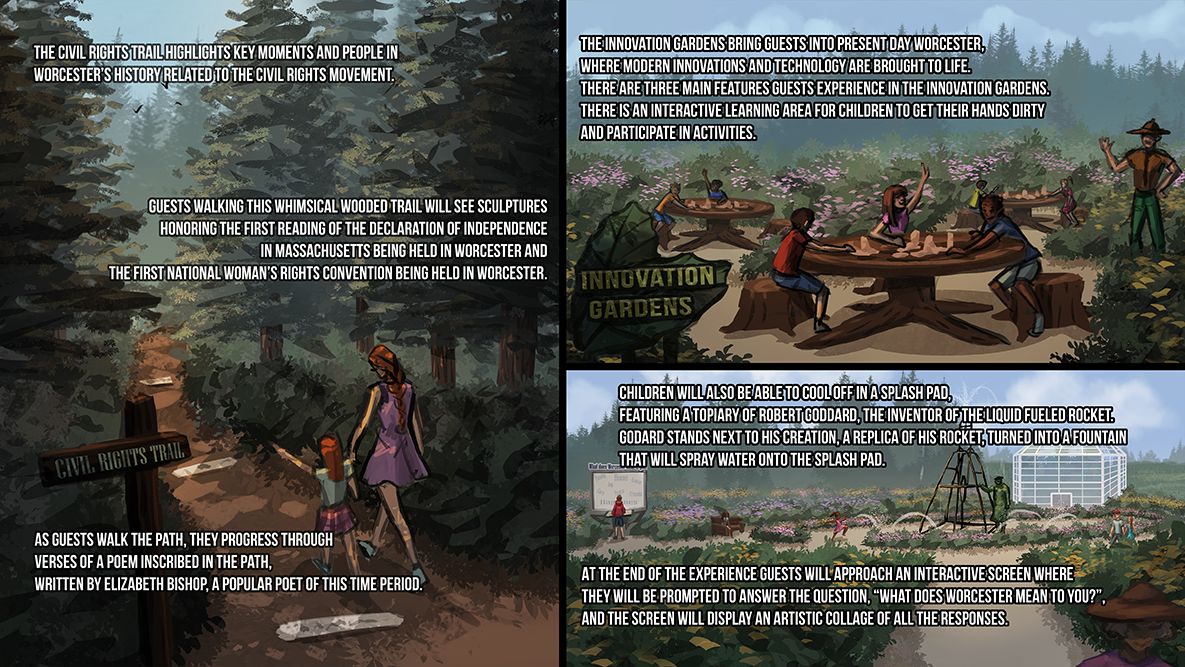 THE CIVIL RIGHTS TRAIL HIGHLIGHTS KEY MOMENTS AND PEOPLE IN
WORCESTER'S HISTORY RELATED TO THE CIVIL RIGHTS MOVEMENT.
GUESTS WALKING THIS WHIMSICAL WOODED TRAIL WILL SEE SCULPTURES
HONORING THE FIRST READING OF THE DECLARATION OF INDEPENDENCE
IN MASSACHUSETTS BEING HELD IN WORCESTER AND
THE FIRST NATIONAL WOMAN'S RIGHTS CONVENTION BEING HELD IN WORCESTER.
CIVIL RIGHTS TRAIL
AS GUESTS WALK THE PATH, THEY PROGRESS THROUGH
VERSES OF A POEM INSCRIBED IN THE PATH,
WRITTEN BY ELIZABETH BISHOP, A POPULAR POET OF THIS TIME PERIOD.
THE INNOVATION GARDENS BRING GUESTS INTO PRESENT DAY WORCESTER,
WHERE MODERN INNOVATIONS AND TECHNOLOGY ARE BROUGHT TO LIFE.
THERE ARE THREE MAIN FEATURES GUESTS EXPERIENCE IN THE INNOVATION GARDENS.
THERE IS AN INTERACTIVE LEARNING AREA FOR CHILDREN TO GET THEIR HANDS DIRTY
AND PARTICIPATE IN ACTIVITIES.
INNOVATION
GARDENS
CHILDREN WILL ALSO BE ABLE TO COOL OFF IN A SPLASH PAD,
FEATURING A TOPIARY OF ROBERT GODDARD, THE INVENTOR OF THE LIQUID FUELED ROCKET.
GODARD STANDS NEXT TO HIS CREATION, A REPLICA OF HIS ROCKET, TURNED INTO A FOUNTAIN
THAT WILL SPRAY WATER ONTO THE SPLASH PAD.
AT THE END OF THE EXPERIENCE GUESTS WILL APPROACH AN INTERACTIVE SCREEN WHERE
THEY WILL BE PROMPTED TO ANSWER THE QUESTION, "WHAT DOES WORCESTER MEAN TO YOU?",
AND THE SCREEN WILL DISPLAY AN ARTISTIC COLLAGE OF ALL THE RESPONSES.